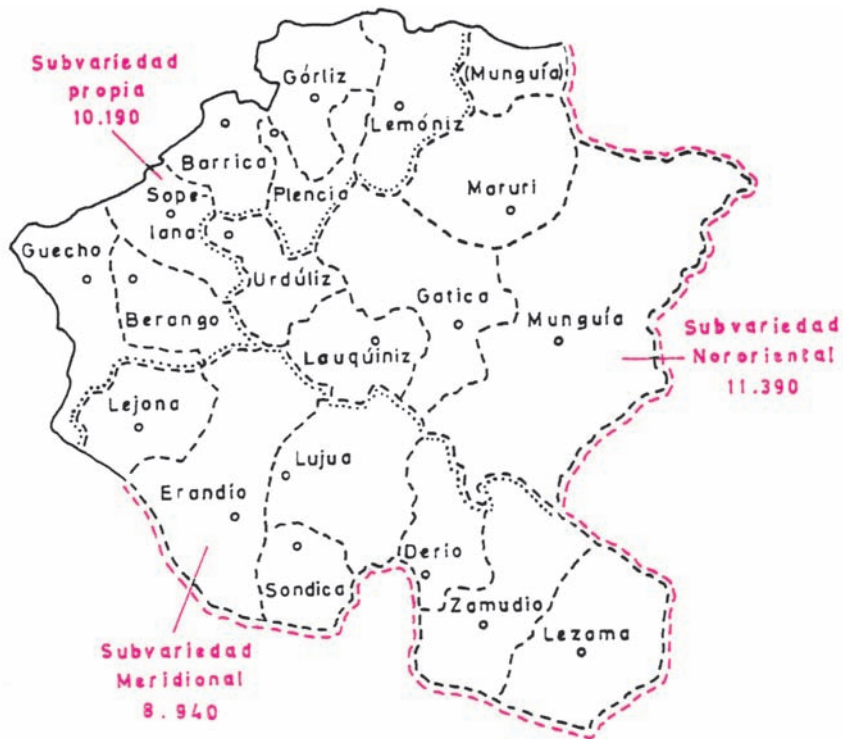 Subvariedad
propia
10.190
Górliz
(Munguía)
Lemóniz
Barrica
Plencia
Maruri
Sope-
lana
Guecho
Urdúliz
Berango
Gatica
Munguía
Lauquíniz
Subvariedad
Nororiental
11.390
Lejona
Lujua
Erandío
Derio
Sondica
Zamudio
Lezama
Subvariedad
Meridional
8.940